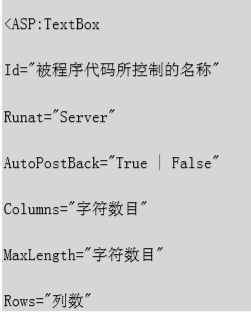 <ASP:TextBox
Id="被程序代码所控制的名称"
Runat="Server"
AutoPostBack="True | False"
Columns="字符数目"
MaxLength="字符数目"
Rows="列数"